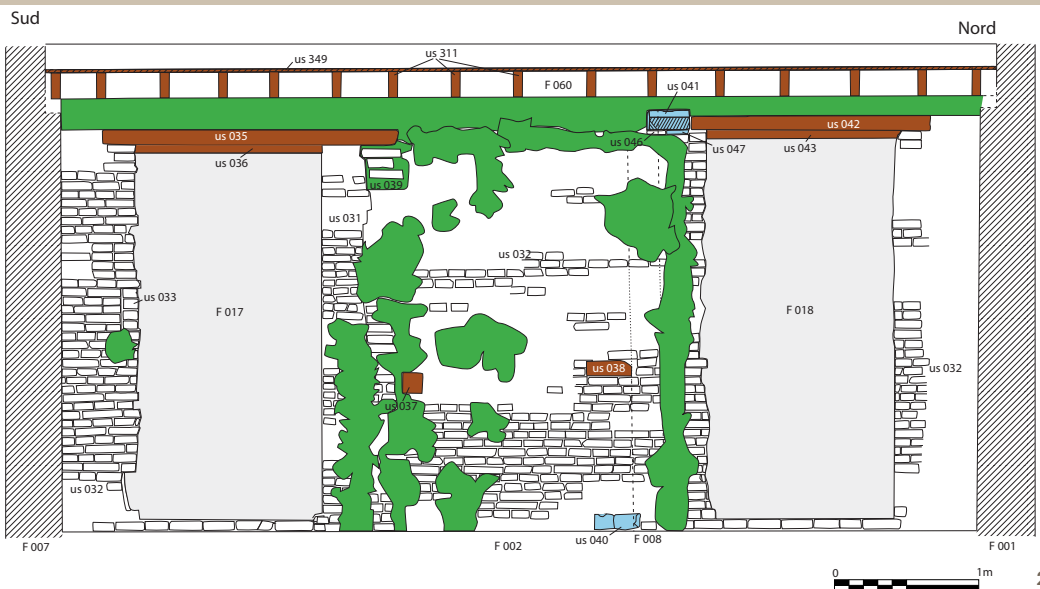 Sud
Nord
us 349
us 311
F 060
us 041
us 035
us 042
us 036
us 046
us 047
us 043
us 039
us 031
us 032
us 033
F 017
F 018
us 038
us 032
us 037
us 032
us 040
F 008
F 007
F 002
F 001
0
1m
2